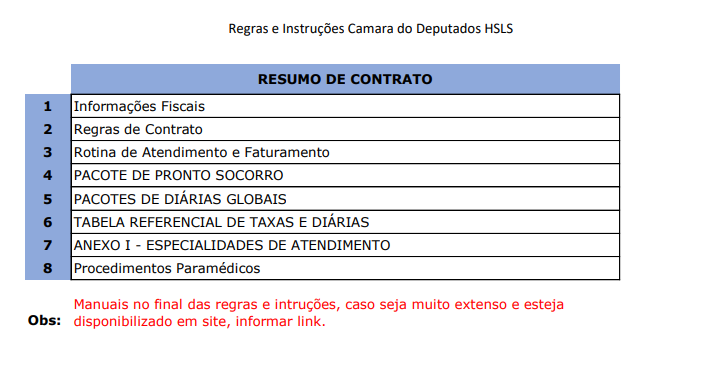 Regras e Instruções Camara do Deputados HSLS
RESUMO DE CONTRATO
1 Informações Fiscais
2 Regras de Contrato
3 Rotina de Atendimento e Faturamento
4 PACOTE DE PRONTO SOCORRO
5 PACOTES DE DIÁRIAS GLOBAIS
6 TABELA REFERENCIAL DE TAXAS E DIÁRIAS
7 ANEXO I - ESPECIALIDADES DE ATENDIMENTO
8 Procedimentos Paramédicos
Manuais no final das regras e intruções, caso seja muito extenso e esteja
Obs: disponibilizado em site, informar link.